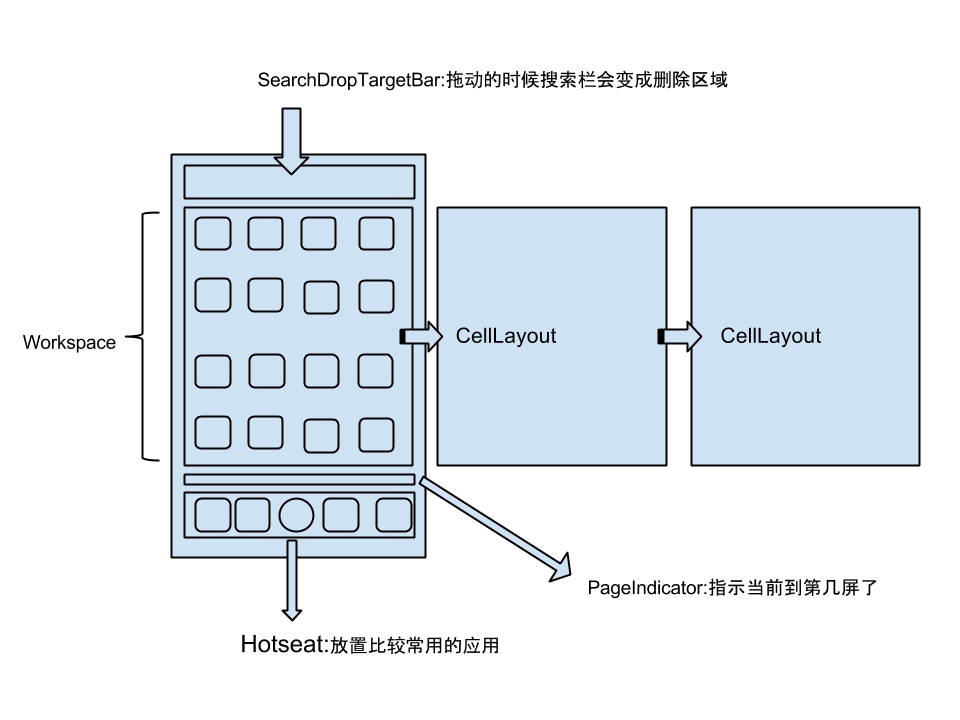 SearchDropTargetBar:拖动的时候搜索栏会变成删除区域
Workspace
CellLayout
CellLayout
PageIndicator:指示当前到第几屏了
Hotseat:放置比较常用的应用